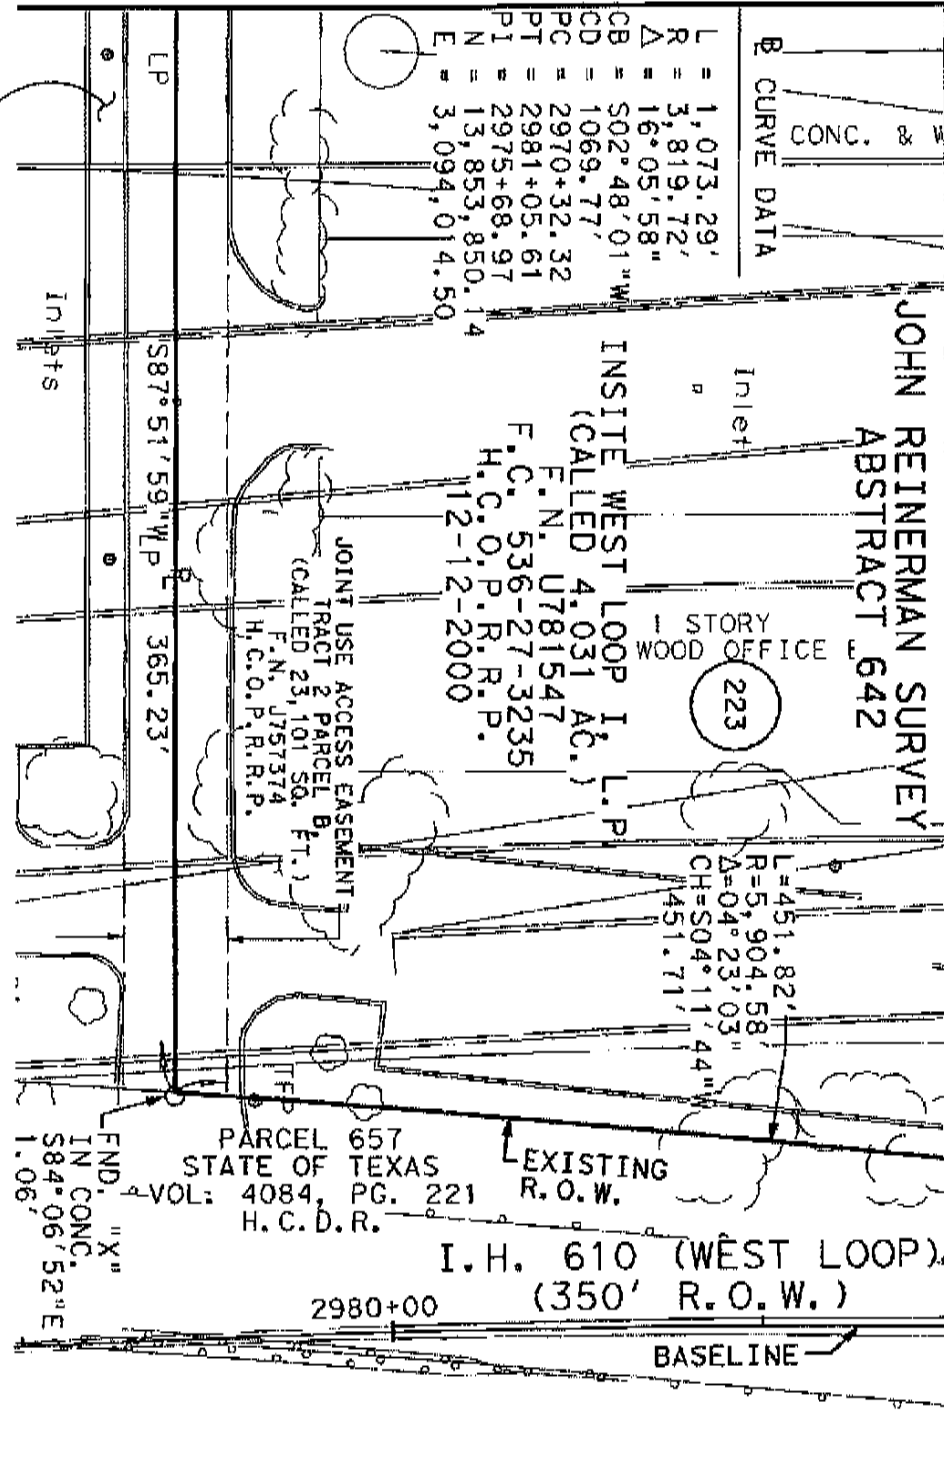 B CURVE DATA
L = 1,073.29'
R = 3,819.72'
Δ = 16°05'58"
CB = S02°48'01"W
CD = 1069.77'
PC = 2970+32.32
PT = 2981+05.61
PI = 2975+68.97
N = 13,853,850.14
E = 3,094,014.50
CONC. & W
JOHN REINERMAN SURVEY
ABSTRACT 642
Inlet
INSITE WEST LOOP I, L.P
(CALLED 4.031 AC.)
F.N. U781547
F.C. 536-27-3235
H.C.O.P.R.R.P.
12-12-2000
1 STORY
WOOD OFFICE
223
JOINT USE ACCESS EASEMENT
TRACT 2 PARCEL B,
(CALLED 23,101 SQ. FT.)
F.N. J757374
H.C.O.P.R.R.P.
LP
S87°51'59"W 365.23'
LP
Inlets
L=451.82'
R=5,904.58'
Δ=04°23'03"
CH=S04°11'44"
451.71'
TFP
PARCEL 657
STATE OF TEXAS
VOL: 4084, PG. 221
H.C.D.R.
EXISTING
R.O.W.
FND. "X"
IN CONC.
S84°06'52"E
1.06'
I.H. 610 (WEST LOOP)
(350' R.O.W.)
2980+00
BASELINE